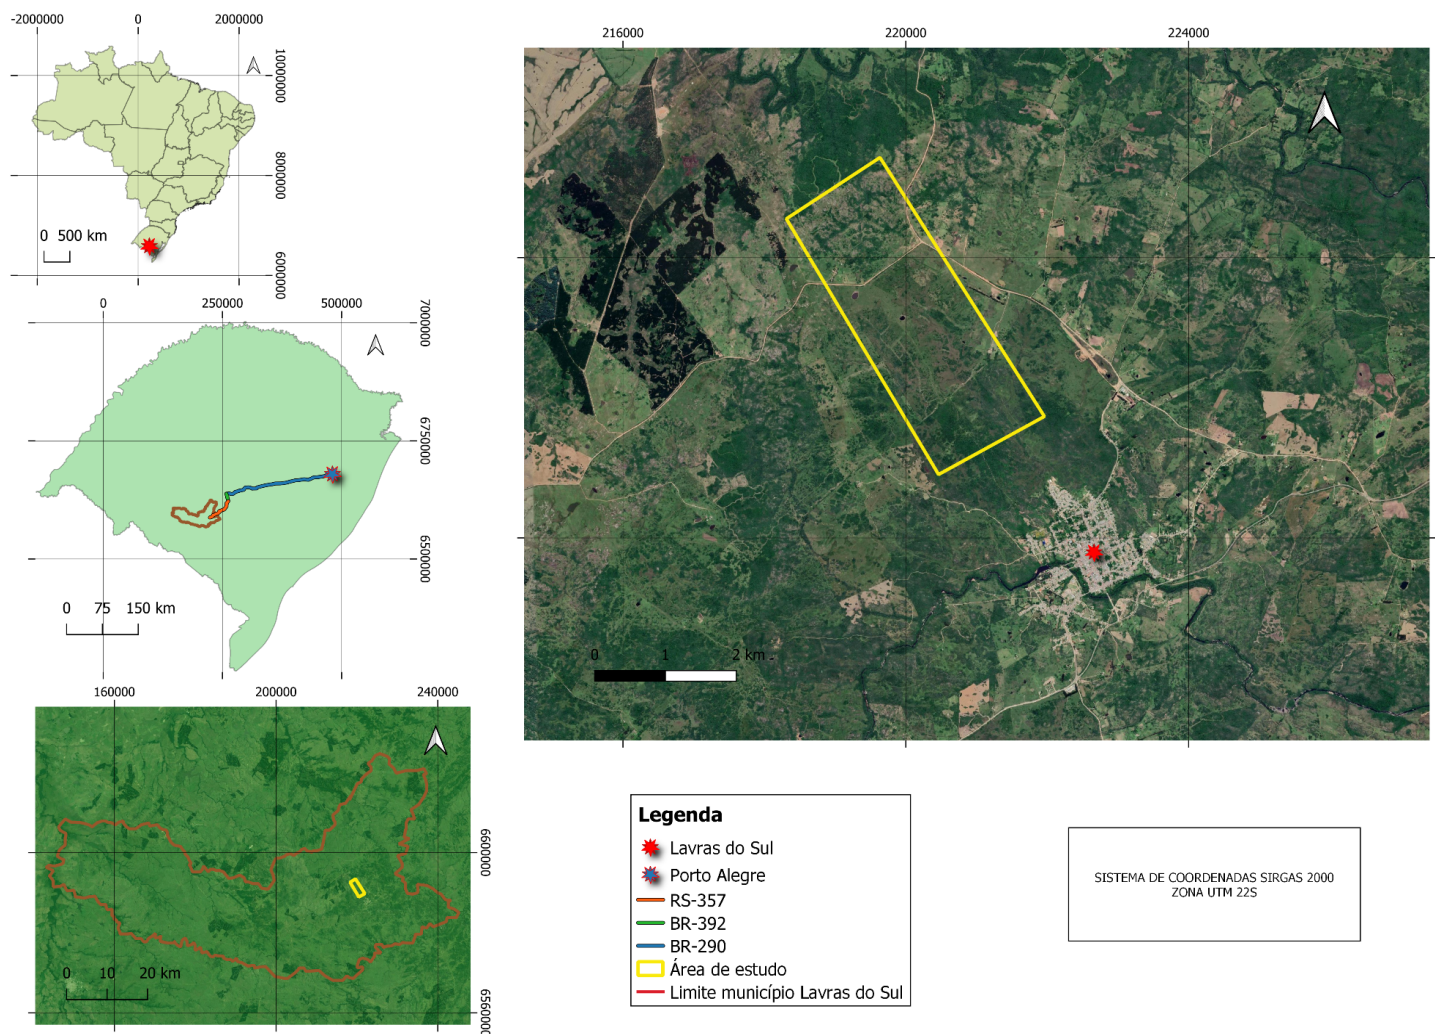 -2000000 0 2000000
10000000
8000000
6000000
0 500 km
0 250000 500000
7000000
6750000
6500000
0 75 150 km
160000 200000 240000
6600000
6560000
0 10 20 km
216000 220000 224000
0 1 2 km
Legenda
Lavras do Sul
Porto Alegre
RS-357
BR-392
BR-290
Área de estudo
Limite município Lavras do Sul
SISTEMA DE COORDENADAS SIRGAS 2000
ZONA UTM 22S